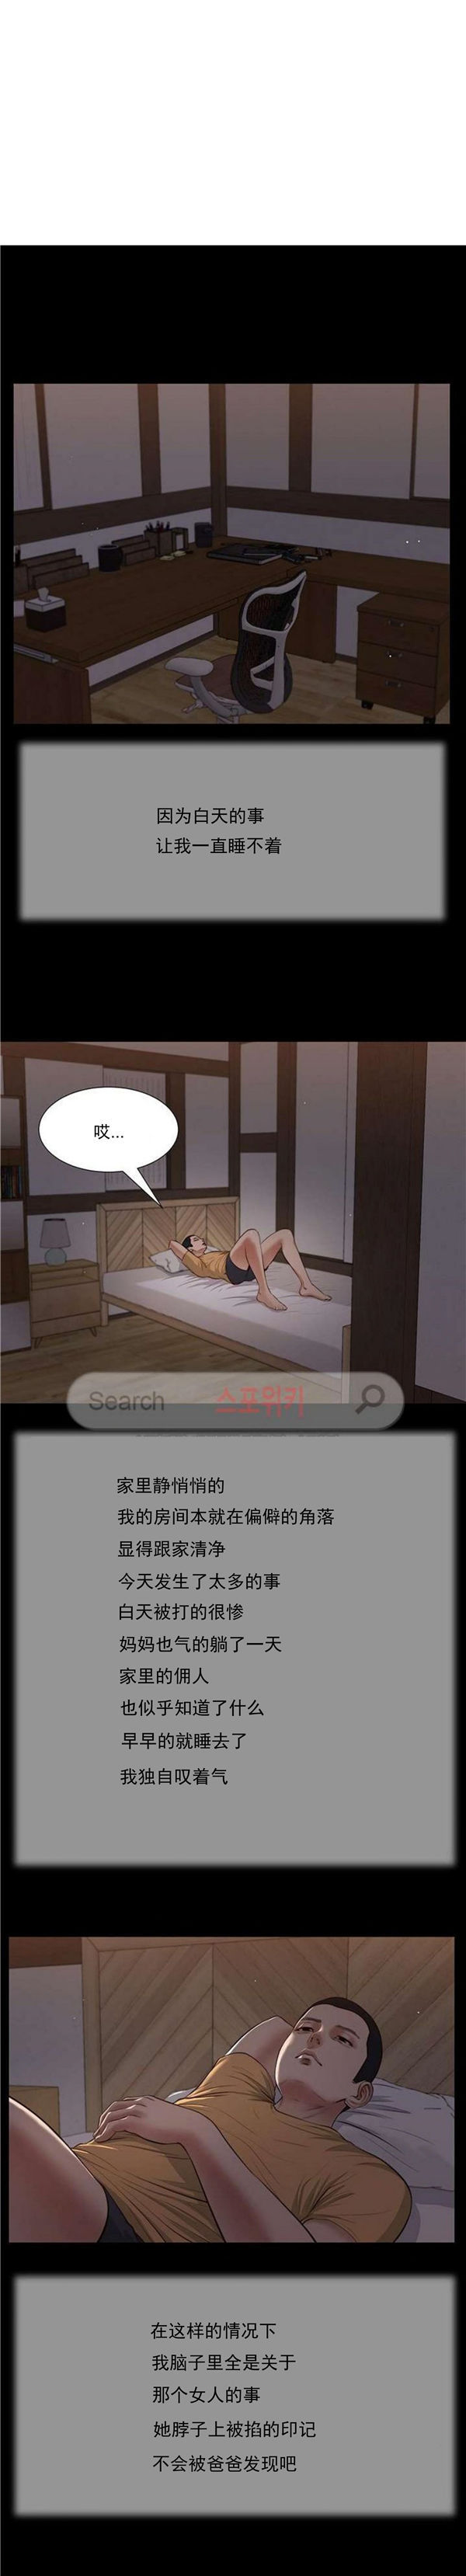 因为白天的事
让我一直睡不着
哎...
Search 스포위키
家里静悄悄的
我的房间本就在偏僻的角落
显得跟家清净
今天发生了太多的事
白天被打的很惨
妈妈也气的躺了一天
家里的佣人
也似乎知道了什么
早早的就睡去了
我独自叹着气
在这样的情况下
我脑子里全是关于
那个女人的事
她脖子上被掐的印记
不会被爸爸发现吧